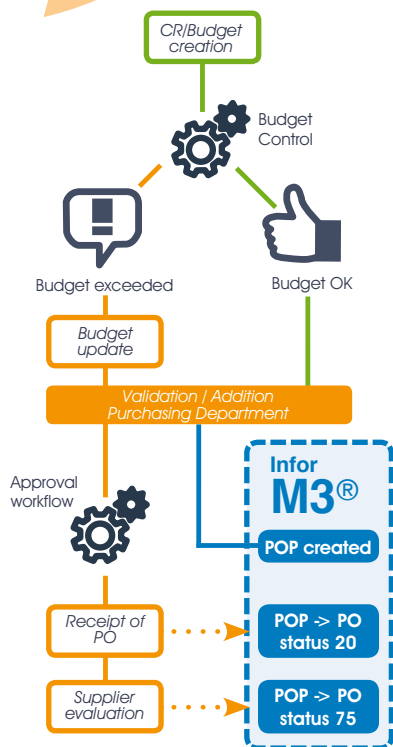 CR/Budget
creation
Budget
Control
Budget exceeded
Budget OK
Budget
update
Validation / Addition
Purchasing Department
Approval
workflow
Infor
M3®
POP created
Receipt of
PO
POP -> PO
status 20
Supplier
evaluation
POP -> PO
status 75